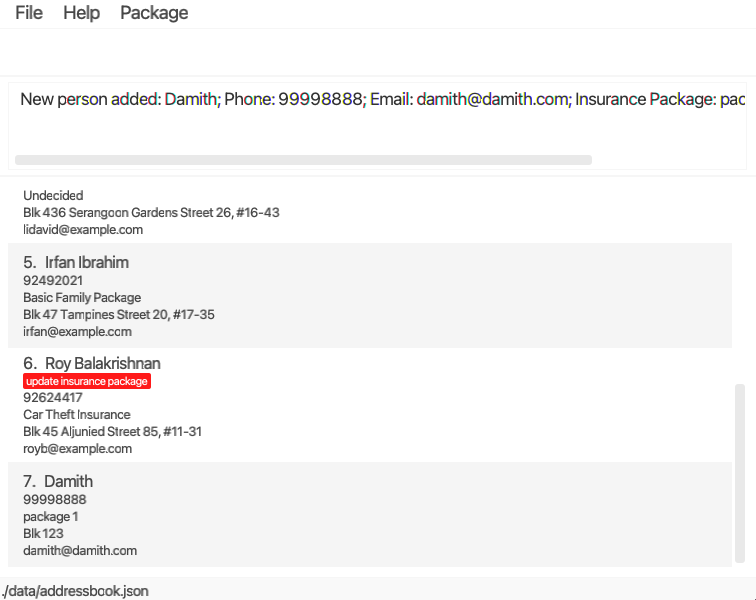 File Help Package
New person added: Damith; Phone: 99998888; Email: damith@damith.com; Insurance Package: pac
Undecided
Blk 436 Serangoon Gardens Street 26, #16-43
lidavid@example.com
5. Irfan Ibrahim
92492021
Basic Family Package
Blk 47 Tampines Street 20, #17-35
irfan@example.com
6. Roy Balakrishnan
update insurance package
92624417
Car Theft Insurance
Blk 45 Aljunied Street 85, #11-31
royb@example.com
7. Damith
99998888
package 1
Blk 123
damith@damith.com
./data/addressbook.json